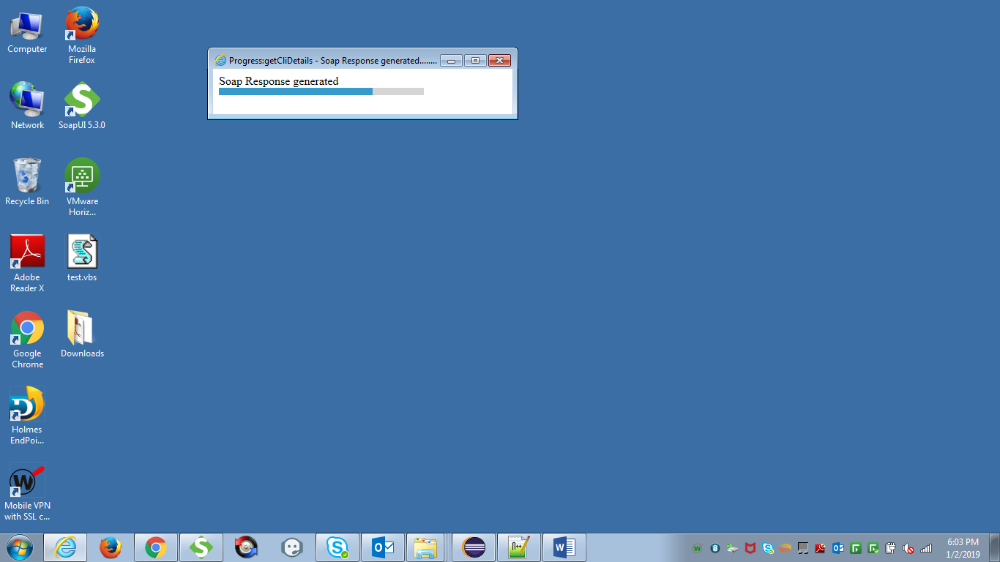 Computer
Mozilla
Firefox
Network
SoapUI 5.3.0
Recycle Bin
VMware
Horiz...
Adobe
Reader X
test.vbs
Google
Chrome
Downloads
Holmes
EndPoi...
Mobile VPN
with SSL c...
Progress:getCliDetails - Soap Response generated........
Soap Response generated
6:03 PM
1/2/2019